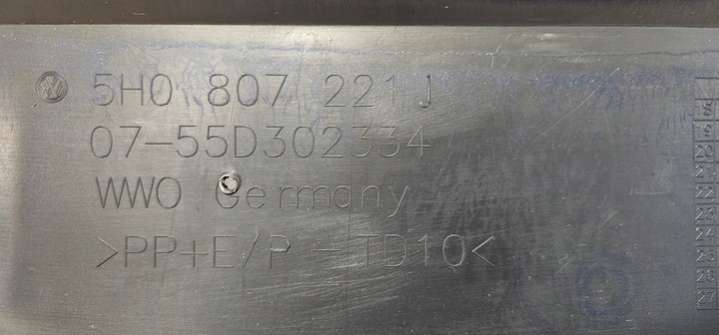 5H0 807 221 J
07-55D302334
WWO Germany
>PP+E/P - TD10<